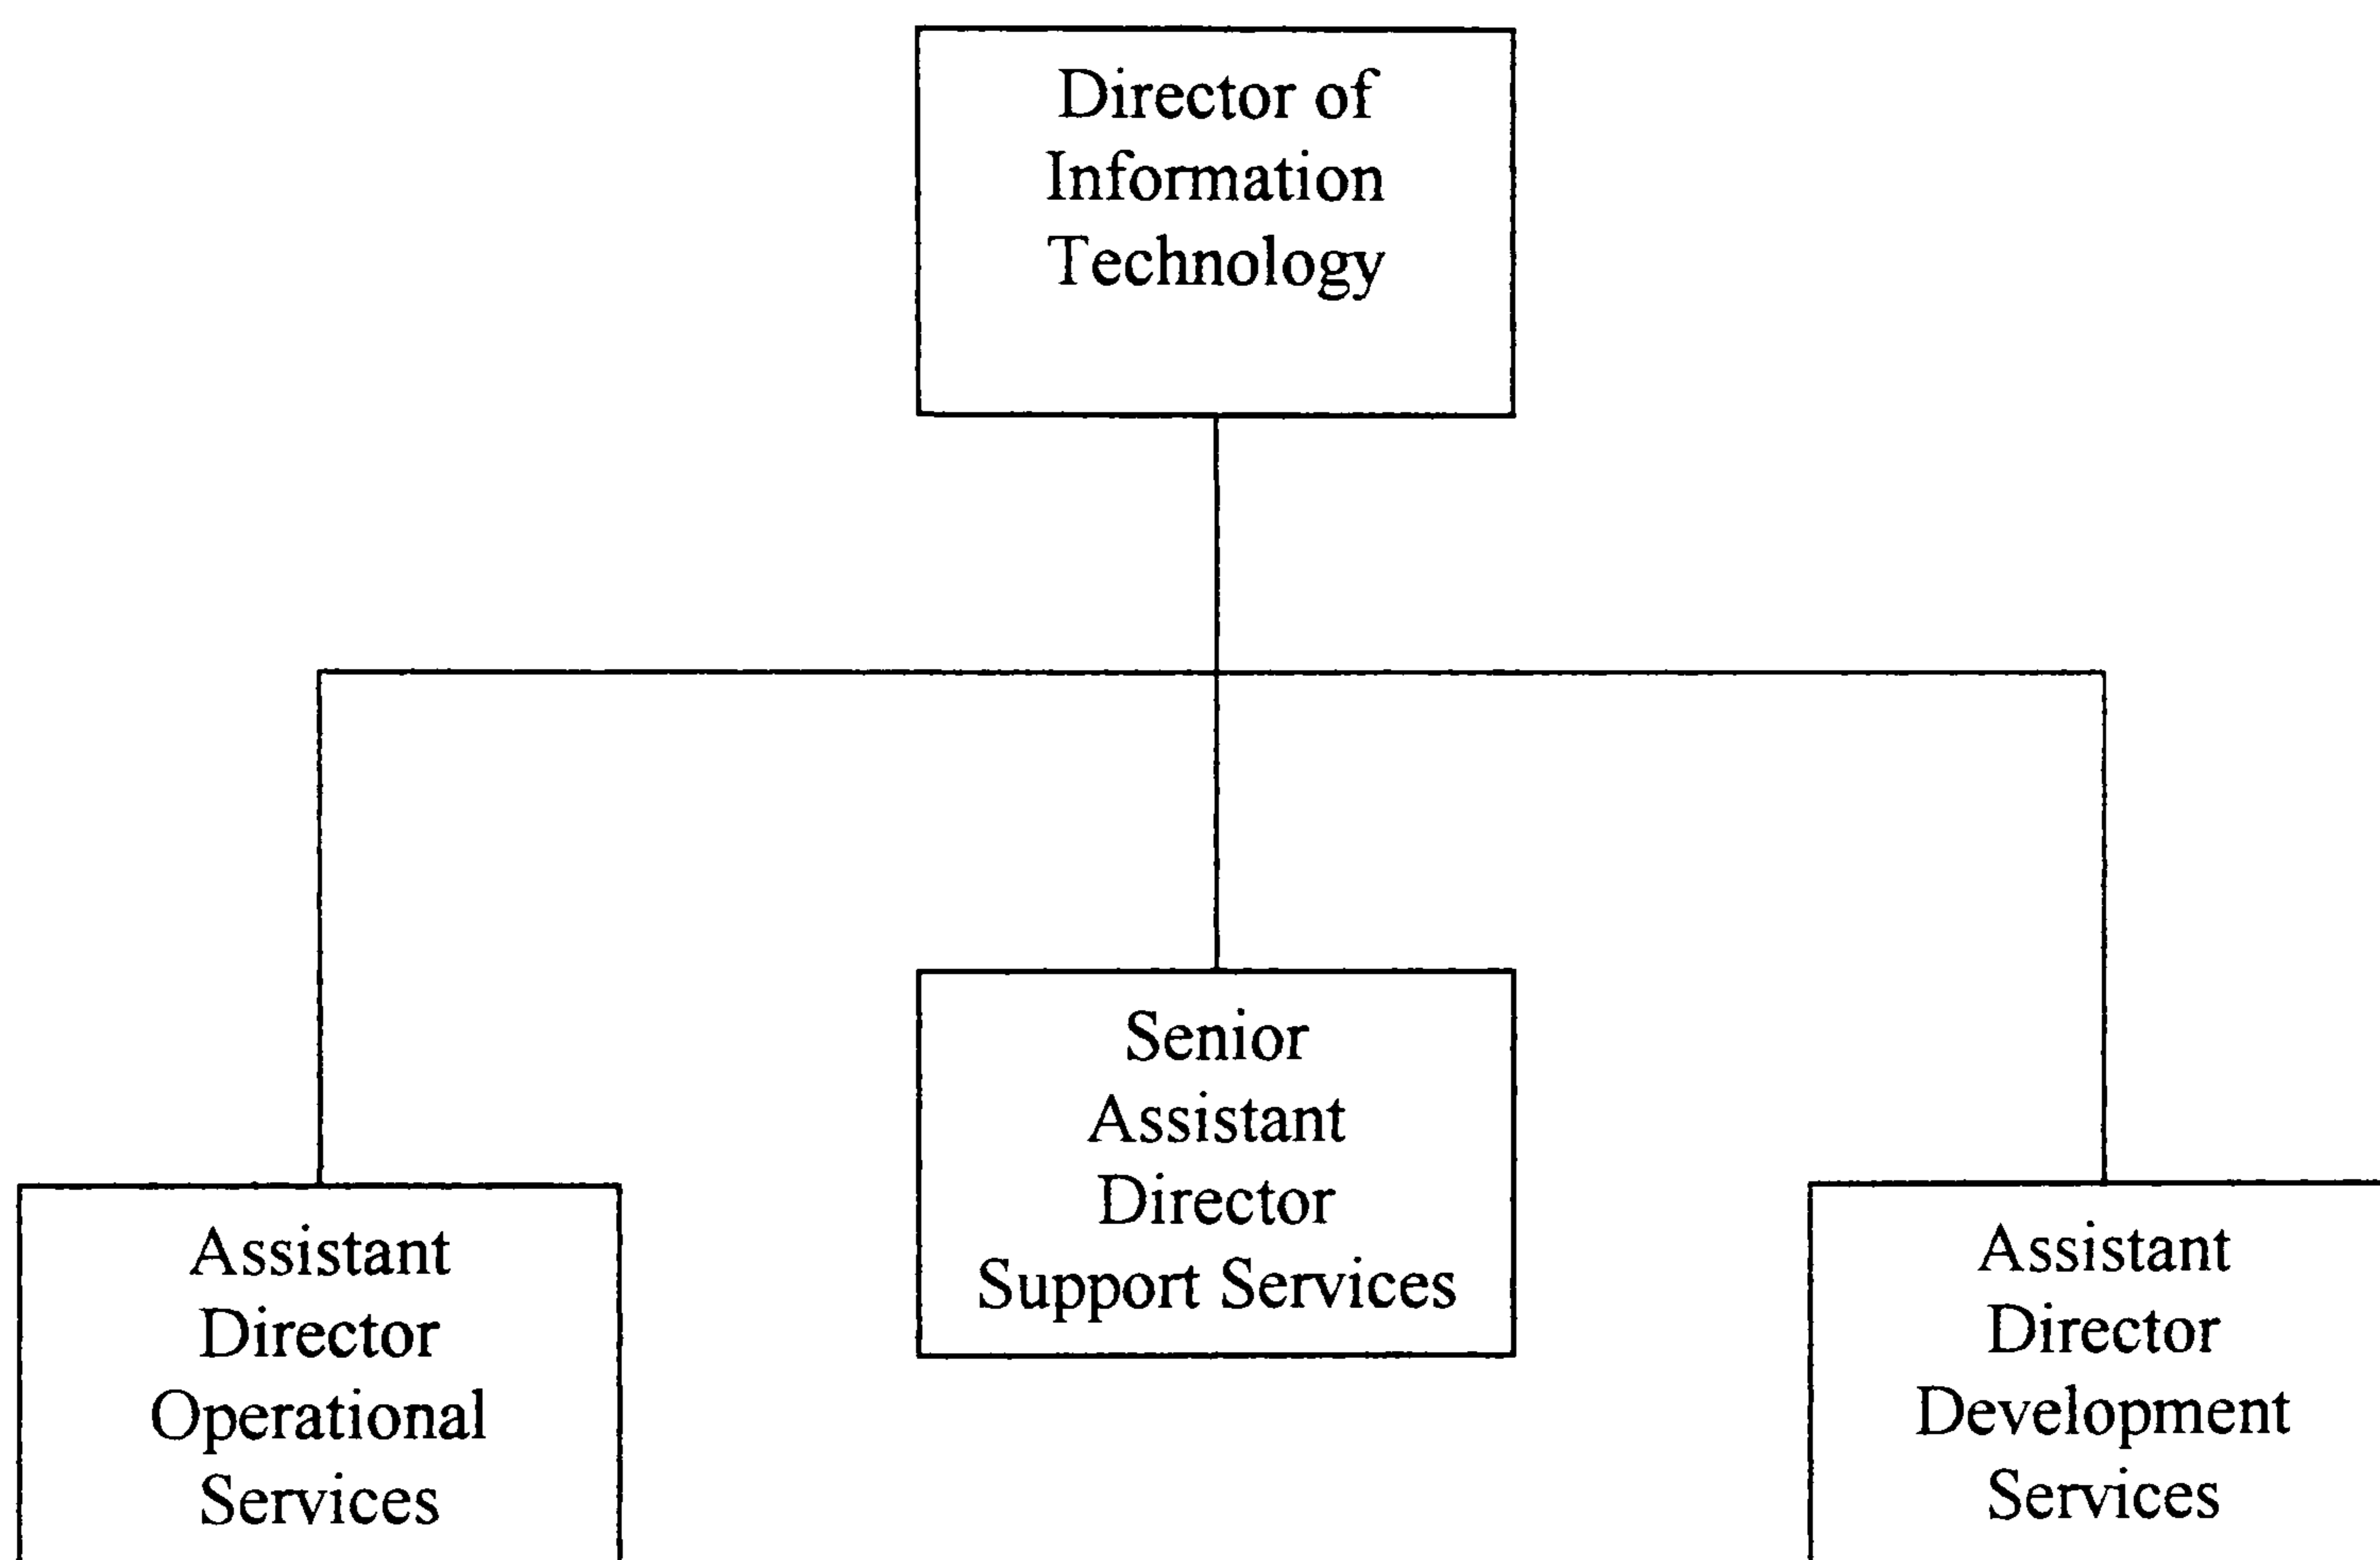 Director of
Information
Technology
Senior
Assistant
Director
Support Services
Assistant
Director
Operational
Services
Assistant
Director
Development
Services